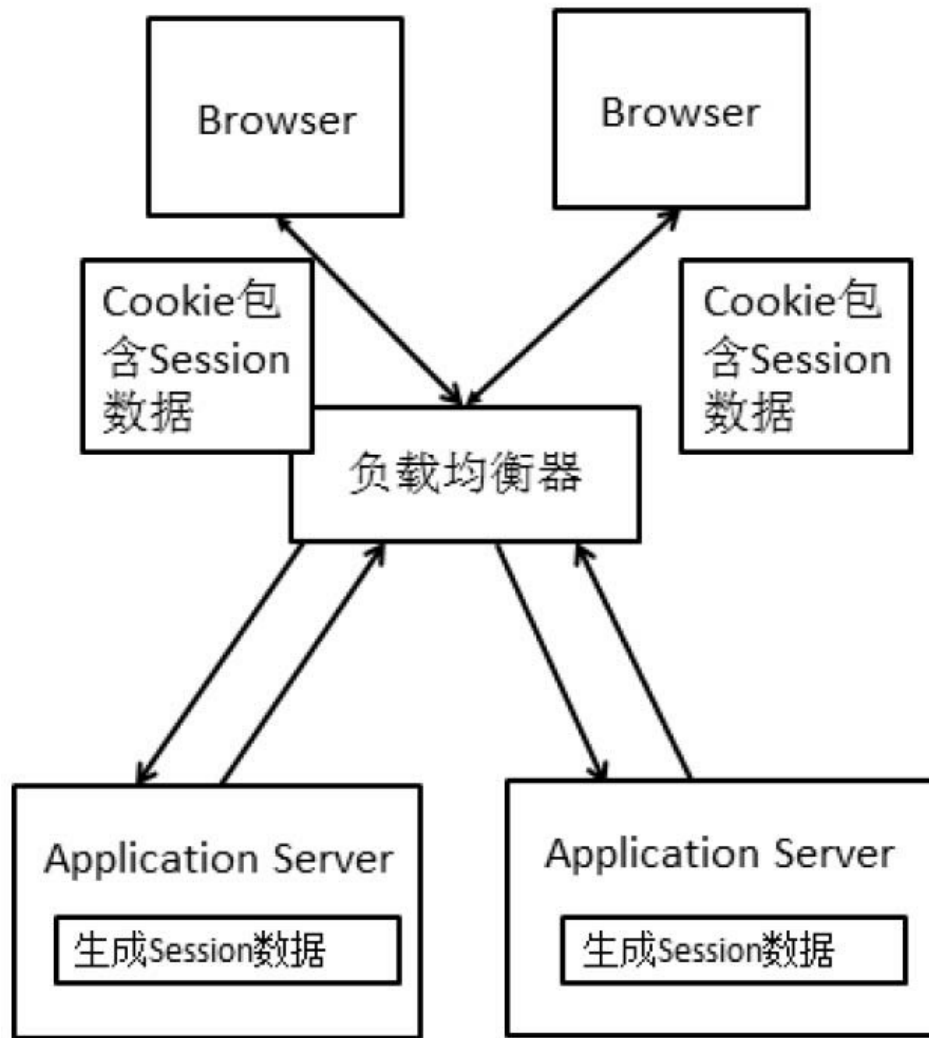 Browser
Browser
Cookie包
含Session
数据
Cookie包
含Session
数据
负载均衡器
Application Server
生成Session数据
Application Server
生成Session数据